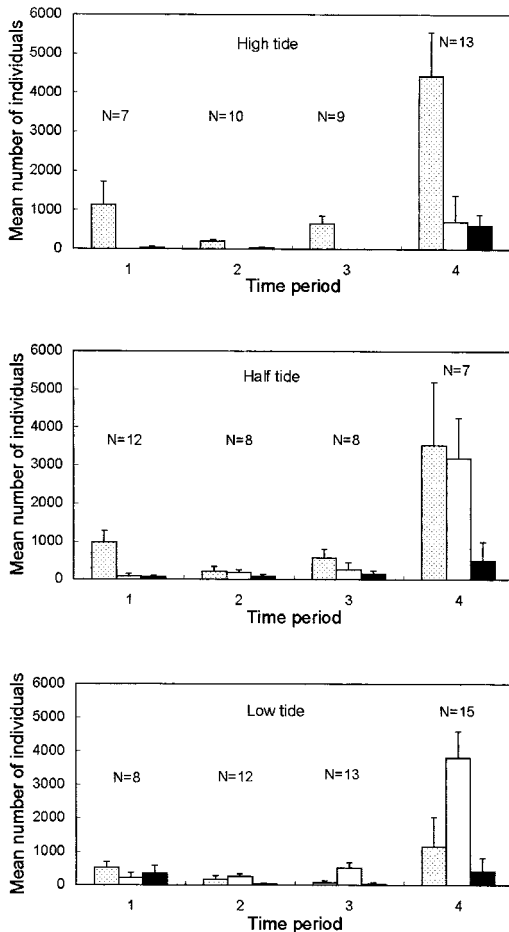 Mean number of individuals
6000
5000
4000
3000
2000
1000
0
High tide
N=7
N=10
N=9
N=13
1 2 3 4
Time period
Mean number of individuals
6000
5000
4000
3000
2000
1000
0
Half tide
N=12
N=8
N=8
N=7
1 2 3 4
Time period
Mean number of individuals
6000
5000
4000
3000
2000
1000
0
Low tide
N=8
N=12
N=13
N=15
1 2 3 4
Time period